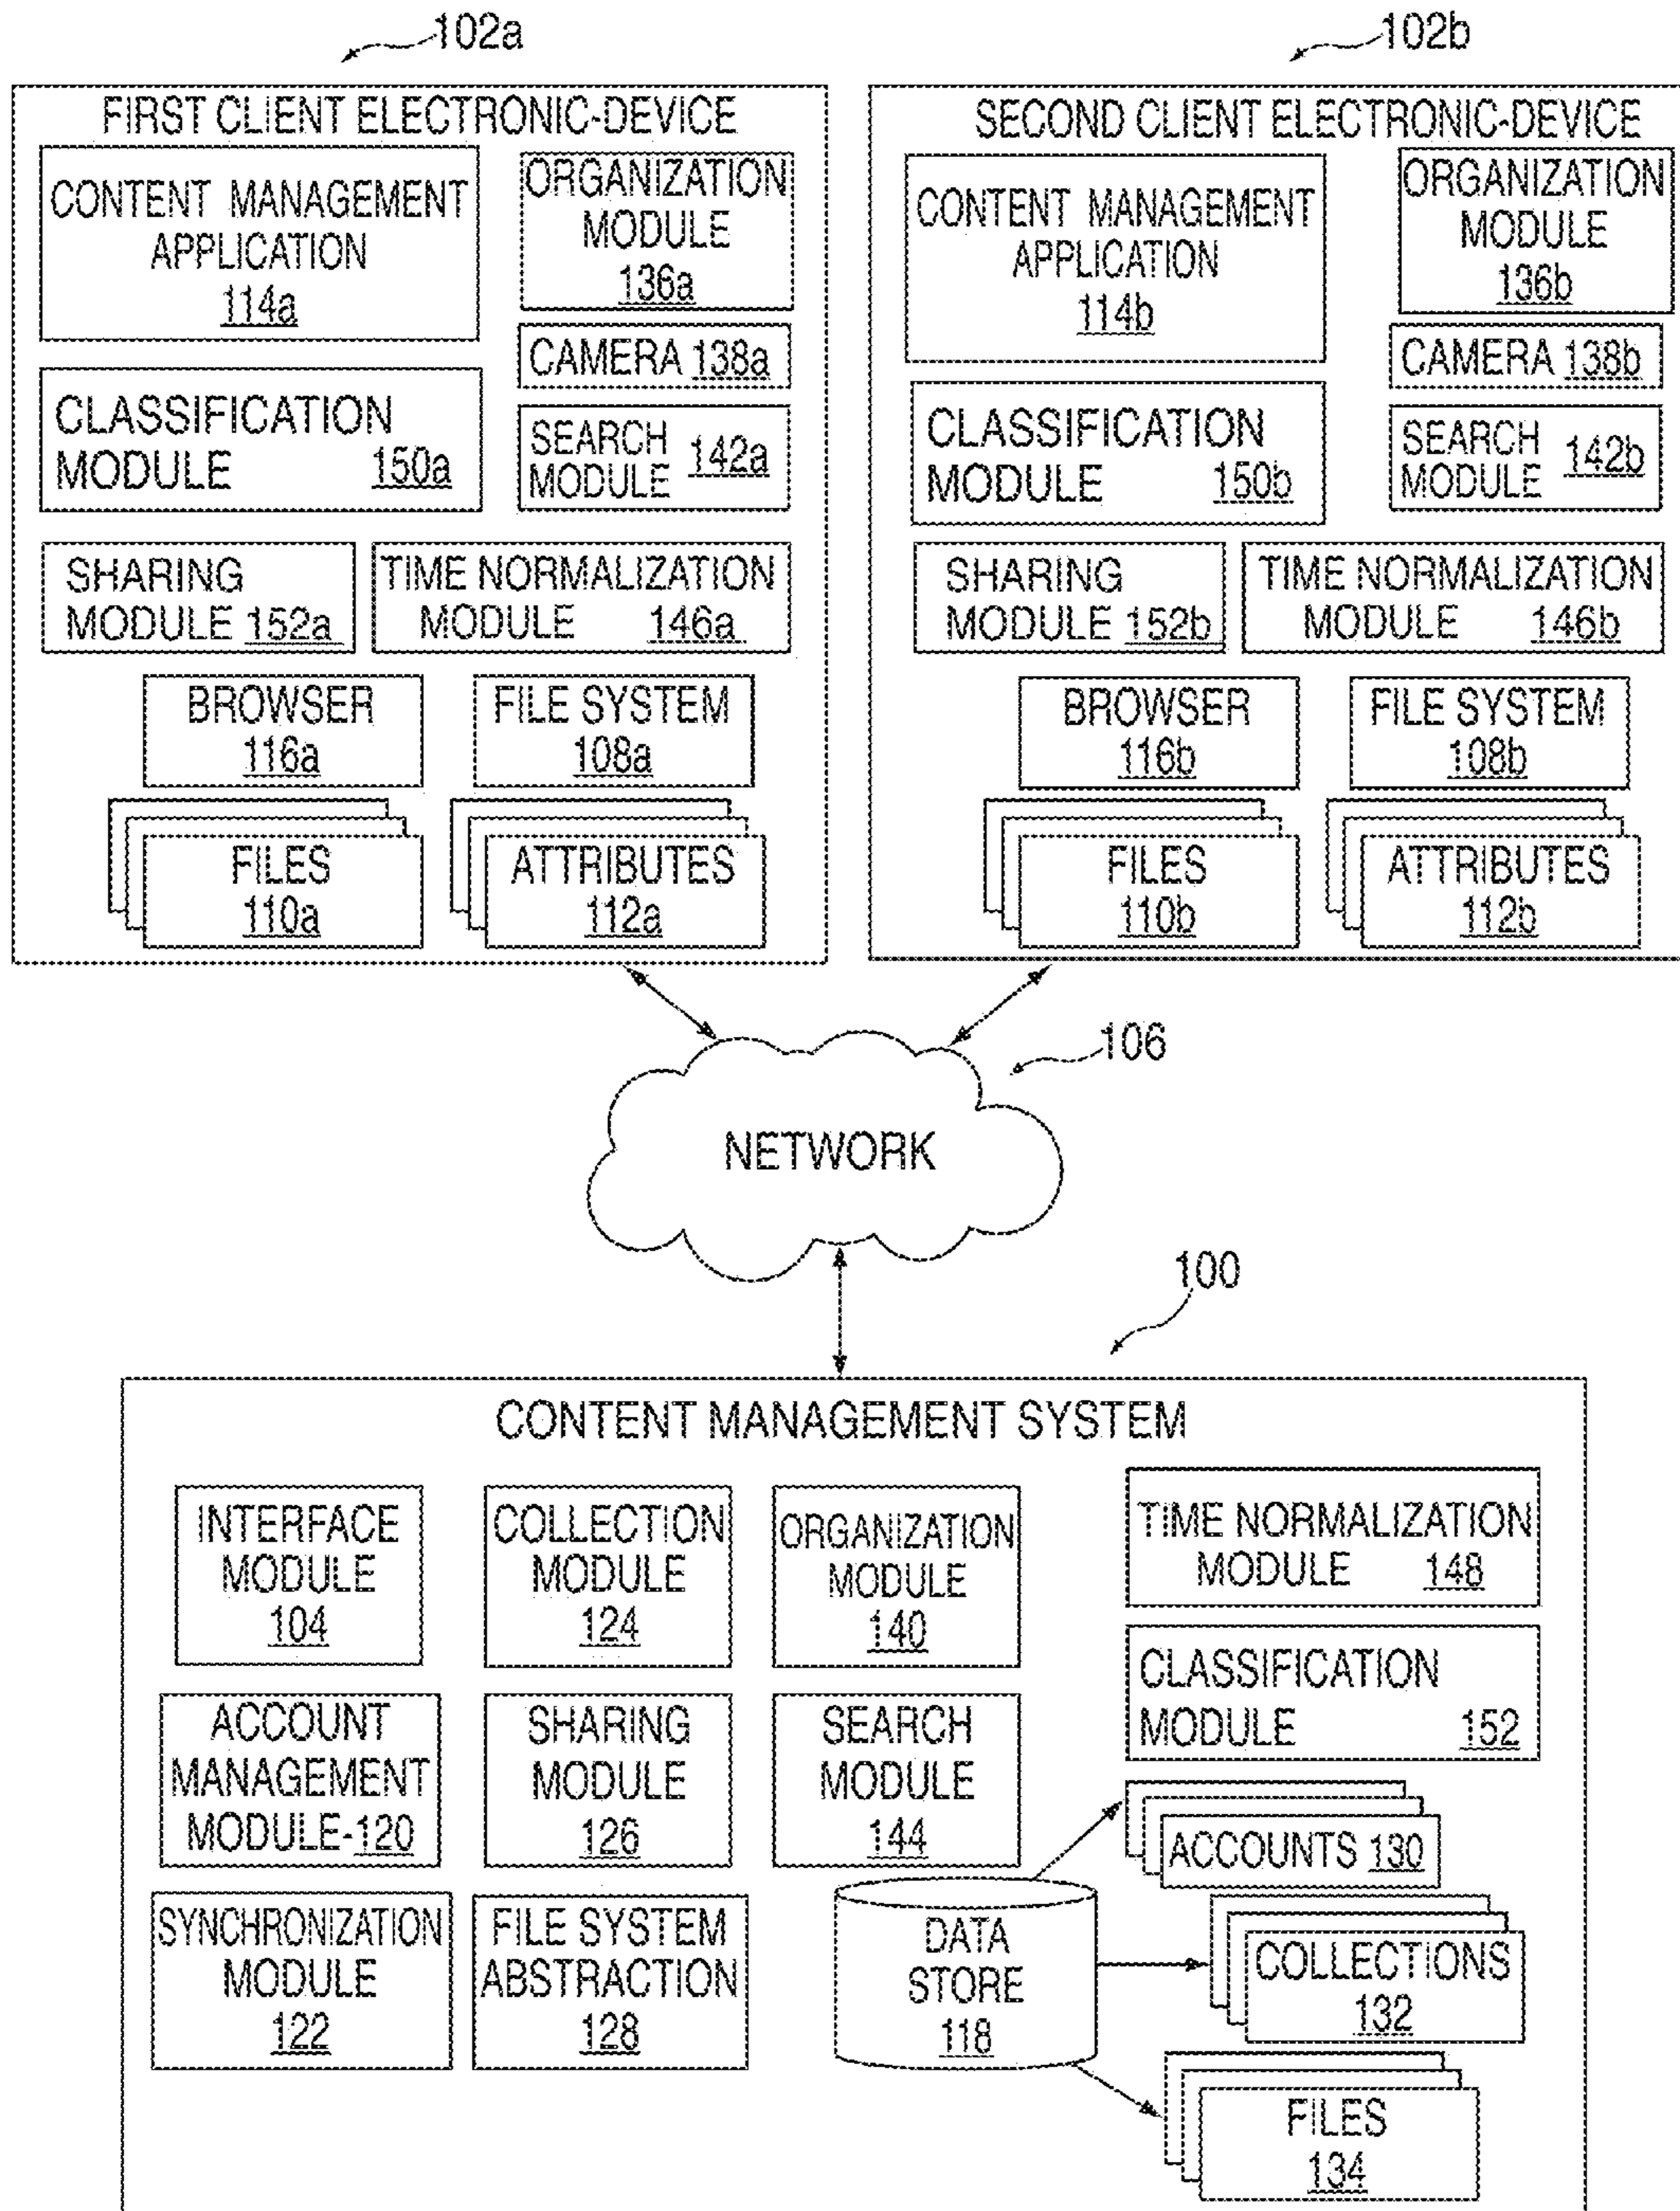 102a
102b
FIRST CLIENT ELECTRONIC-DEVICE
CONTENT MANAGEMENT
APPLICATION
114a
ORGANIZATION
MODULE
136a
CAMERA 138a
CLASSIFICATION
MODULE 150a
SEARCH
MODULE 142a
SHARING
MODULE 152a
TIME NORMALIZATION
MODULE 146a
BROWSER
116a
FILE SYSTEM
108a
FILES
110a
ATTRIBUTES
112a
SECOND CLIENT ELECTRONIC-DEVICE
CONTENT MANAGEMENT
APPLICATION
114b
ORGANIZATION
MODULE
136b
CAMERA 138b
CLASSIFICATION
MODULE 150b
SEARCH
MODULE 142b
SHARING
MODULE 152b
TIME NORMALIZATION
MODULE 146b
BROWSER
116b
FILE SYSTEM
108b
FILES
110b
ATTRIBUTES
112b
106
NETWORK
100
CONTENT MANAGEMENT SYSTEM
INTERFACE
MODULE
104
COLLECTION
MODULE
124
ORGANIZATION
MODULE
140
TIME NORMALIZATION
MODULE 148
CLASSIFICATION
MODULE 152
ACCOUNT
MANAGEMENT
MODULE-120
SHARING
MODULE
126
SEARCH
MODULE
144
ACCOUNTS 130
SYNCHRONIZATION
MODULE
122
FILE SYSTEM
ABSTRACTION
128
DATA
STORE
118
COLLECTIONS
132
FILES
134